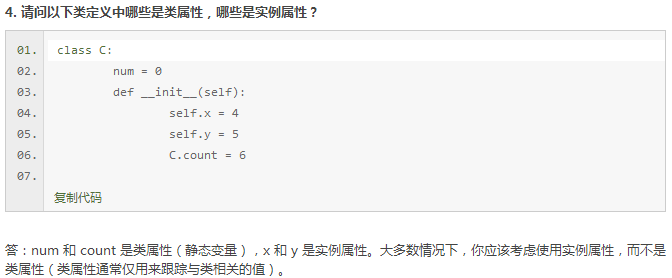 4. 请问以下类定义中哪些是类属性，哪些是实例属性？
01. class C:
02. num = 0
03. def __init__(self):
04. self.x = 4
05. self.y = 5
06. C.count = 6
07.
复制代码
答：num 和 count 是类属性（静态变量），x 和 y 是实例属性。大多数情况下，你应该考虑使用实例属性，而不是
类属性（类属性通常仅用来跟踪与类相关的值）。